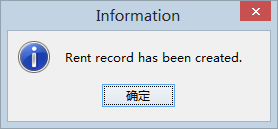 Information
Rent record has been created.
确定